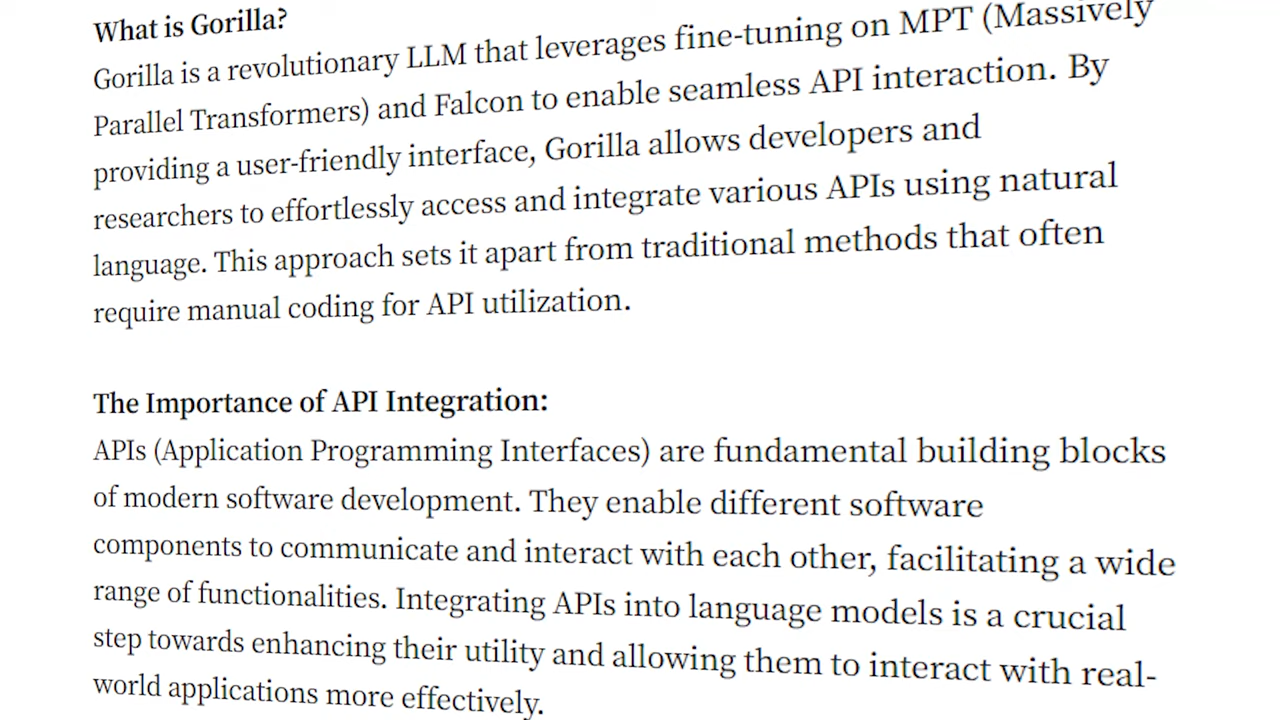 What is Gorilla?
Gorilla is a revolutionary LLM that leverages fine-tuning on MPT (Massively
Parallel Transformers) and Falcon to enable seamless API interaction. By
providing a user-friendly interface, Gorilla allows developers and
researchers to effortlessly access and integrate various APIs using natural
language. This approach sets it apart from traditional methods that often
require manual coding for API utilization.
The Importance of API Integration:
APIs (Application Programming Interfaces) are fundamental building blocks
of modern software development. They enable different software
components to communicate and interact with each other, facilitating a wide
range of functionalities. Integrating APIs into language models is a crucial
step towards enhancing their utility and allowing them to interact with real-
world applications more effectively.